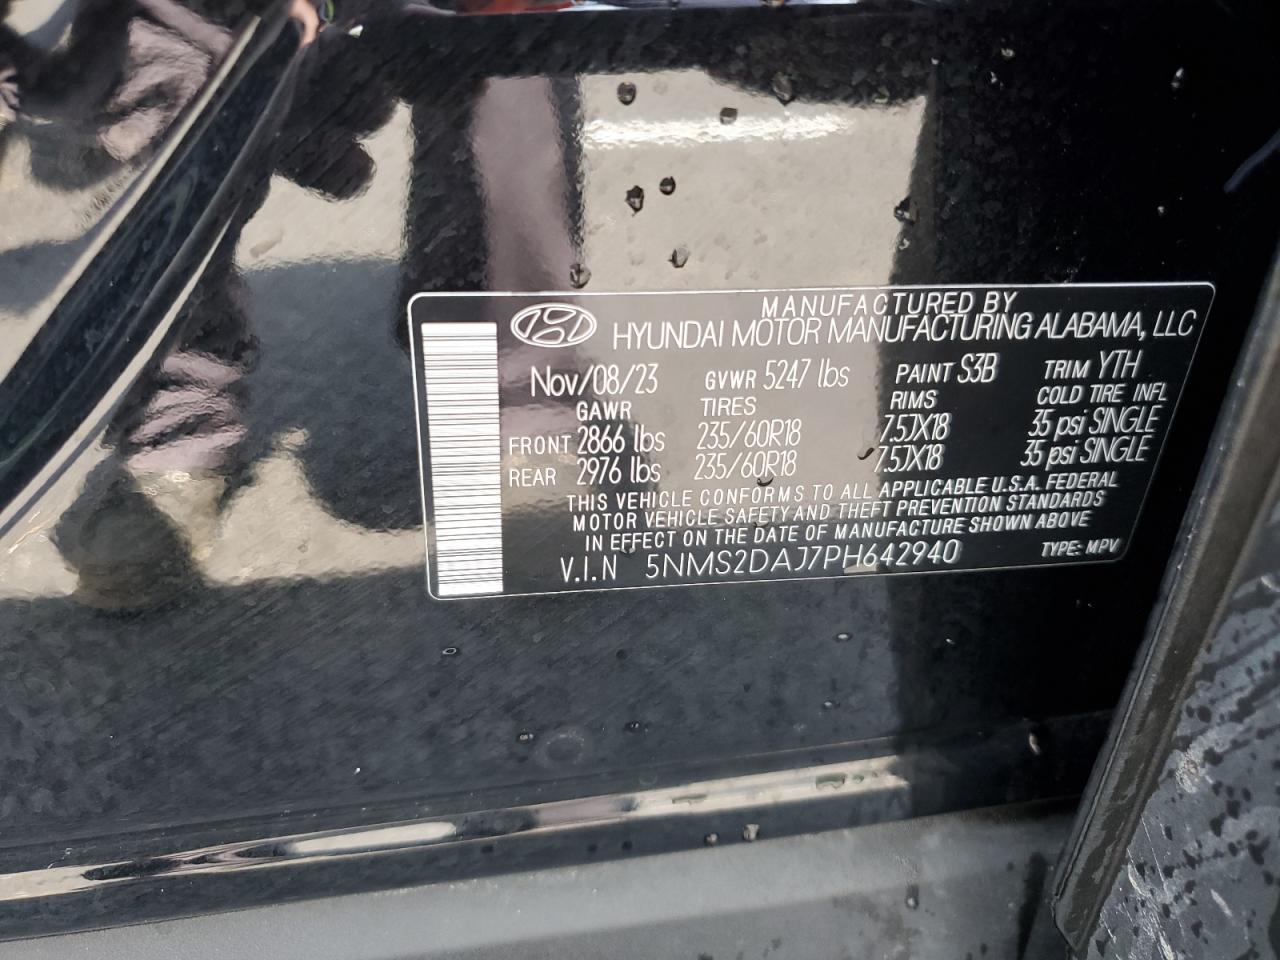 MANUFACTURED BY
HYUNDAI MOTOR MANUFACTURING ALABAMA, LLC
Nov/08/23 GVWR 5247 lbs PAINT S3B TRIM YTH
GAWR TIRES RIMS COLD TIRE INFL
FRONT 2866 lbs 235/60R18 7.5JX18 35 psi SINGLE
REAR 2976 lbs 235/60R18 7.5JX18 35 psi SINGLE
THIS VEHICLE CONFORMS TO ALL APPLICABLE U.S.A. FEDERAL
MOTOR VEHICLE SAFETY AND THEFT PREVENTION STANDARDS
IN EFFECT ON THE DATE OF MANUFACTURE SHOWN ABOVE
V.I.N 5NMS2DAJ7PH642940 TYPE: MPV